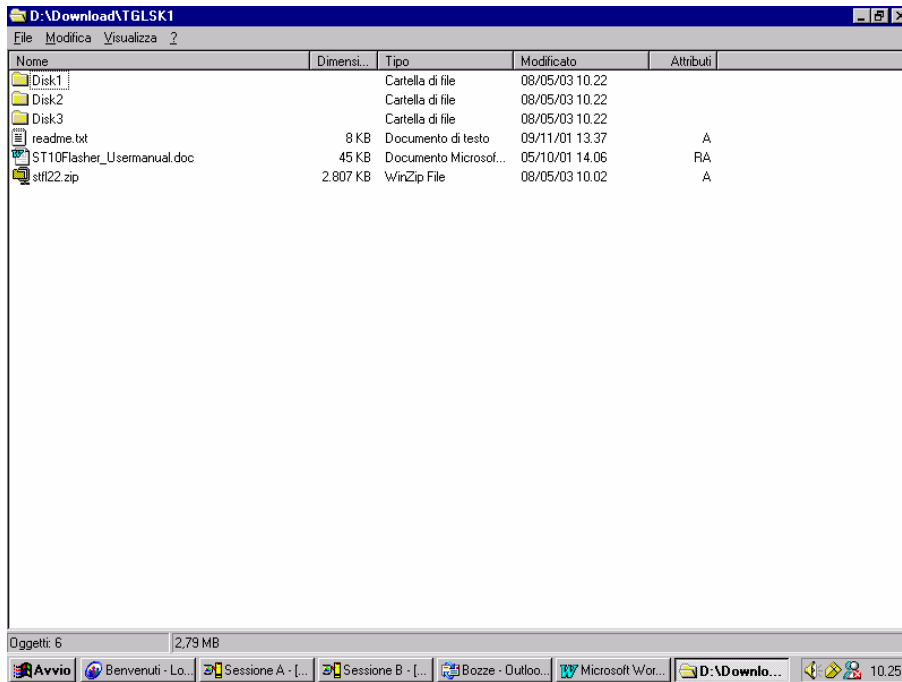 D:\Download\TGLSK1
File Modifica Visualizza ?
Nome Dimensi... Tipo Modificato Attributi
Disk1 Cartella di file 08/05/03 10.22
Disk2 Cartella di file 08/05/03 10.22
Disk3 Cartella di file 08/05/03 10.22
readme.txt 8 KB Documento di testo 09/11/01 13.37 A
ST10Flasher_Usermanual.doc 45 KB Documento Microsof... 05/10/01 14.06 RA
stfl22.zip 2.807 KB WinZip File 08/05/03 10.02 A
Oggetti: 6 2,79 MB
Avvio Benvenuti - Lo... Sessione A - [... Sessione B - [... Bozze - Outloo... Microsoft Wor... D:\Downlo... 10.25